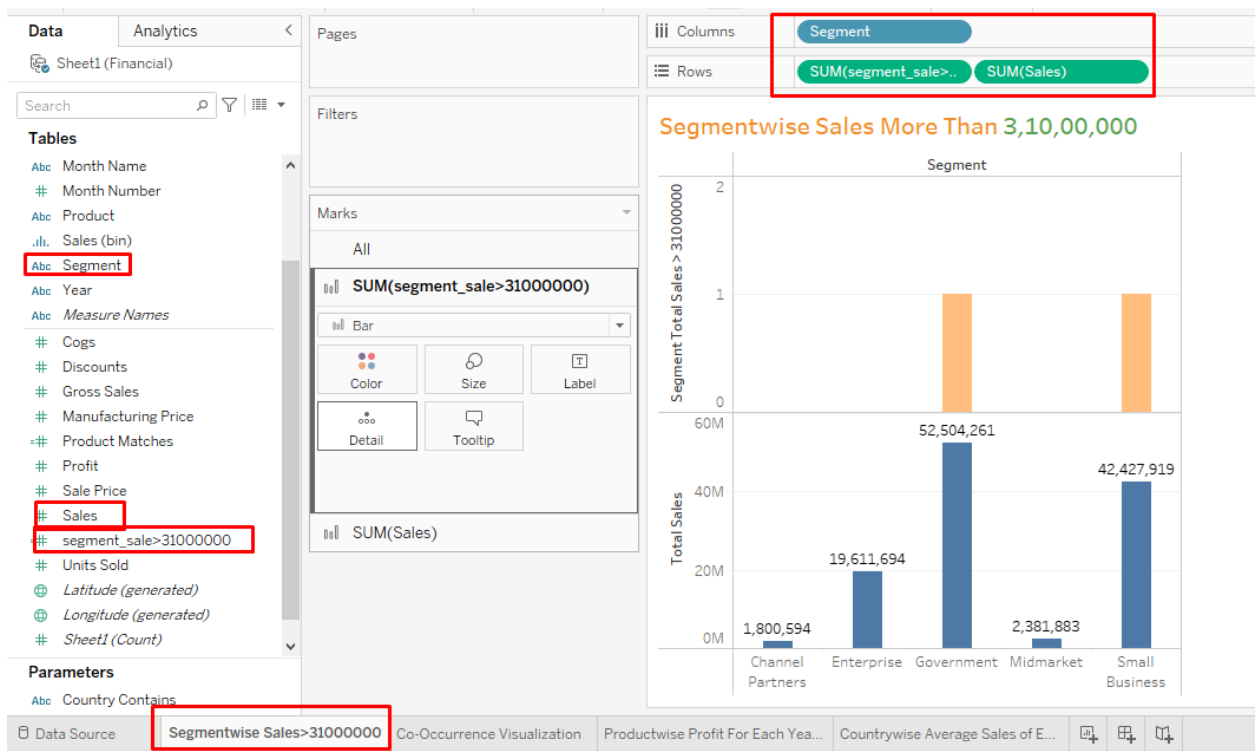 Data
Analytics
Sheet1 (Financial)
Search
Tables
Abc Month Name
# Month Number
Abc Product
Sales (bin)
Abc Segment
Abc Year
Abc Measure Names
# Cogs
# Discounts
# Gross Sales
# Manufacturing Price
=# Product Matches
# Profit
# Sale Price
# Sales
=# segment_sale>31000000
# Units Sold
Latitude (generated)
Longitude (generated)
# Sheet1 (Count)
Parameters
Abc Country Contains
Pages
Filters
Marks
All
SUM(segment_sale>31000000)
Bar
Color Size Label
Detail Tooltip
SUM(Sales)
Columns Segment
Rows SUM(segment_sale>.. SUM(Sales)
Segmentwise Sales More Than 3,10,00,000
Segment
Segment Total Sales > 31000000
2
1
0
Total Sales
60M
40M
20M
0M
1,800,594
19,611,694
52,504,261
2,381,883
42,427,919
Channel Partners
Enterprise
Government
Midmarket
Small Business
Data Source
Segmentwise Sales>31000000
Co-Occurrence Visualization
Productwise Profit For Each Yea...
Countrywise Average Sales of E...